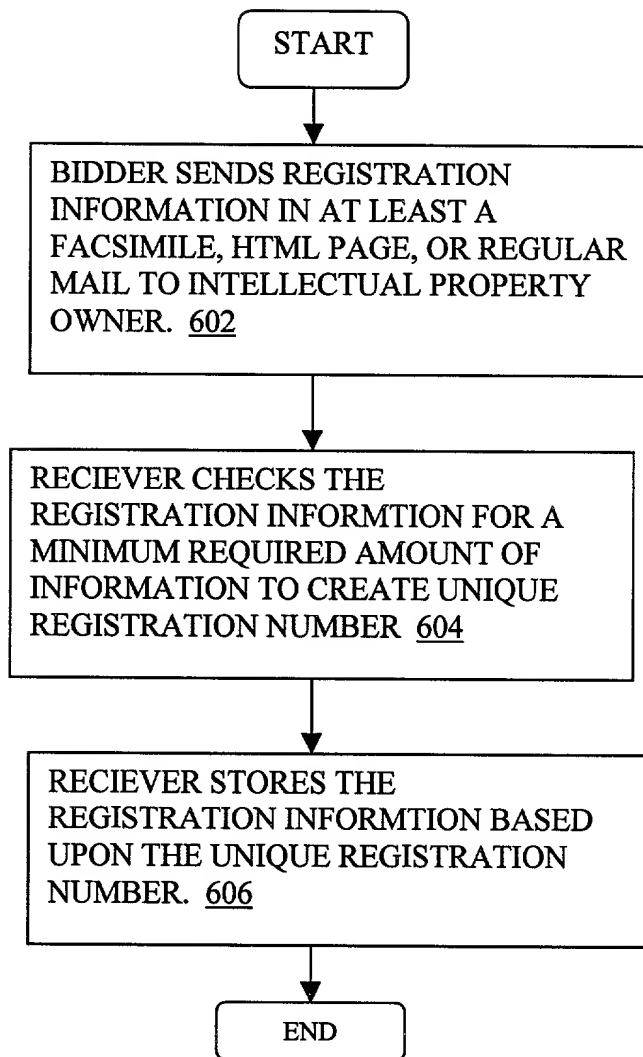 START
BIDDER SENDS REGISTRATION
INFORMATION IN AT LEAST A
FACSIMILE, HTML PAGE, OR REGULAR
MAIL TO INTELLECTUAL PROPERTY
OWNER. 602
RECIEVER CHECKS THE
REGISTRATION INFORMTION FOR A
MINIMUM REQUIRED AMOUNT OF
INFORMATION TO CREATE UNIQUE
REGISTRATION NUMBER 604
RECIEVER STORES THE
REGISTRATION INFORMTION BASED
UPON THE UNIQUE REGISTRATION
NUMBER. 606
END